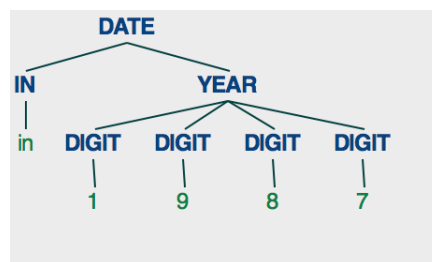 DATE
IN YEAR
in DIGIT DIGIT DIGIT DIGIT
1 9 8 7